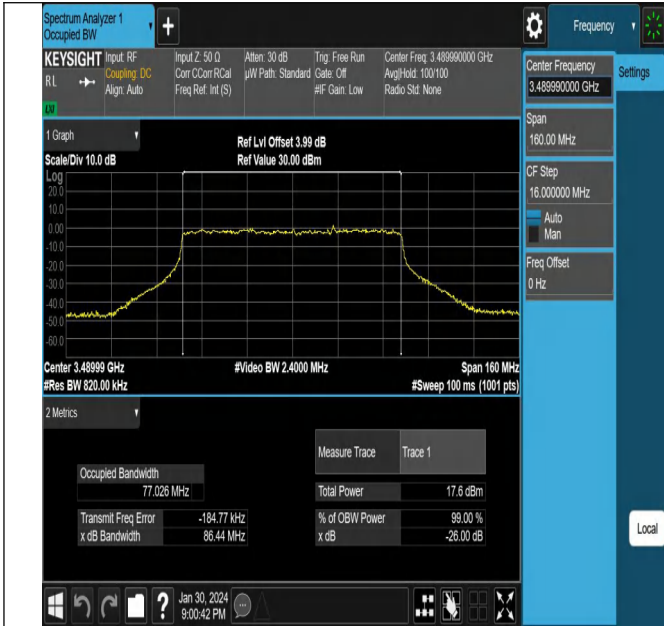 Spectrum Analyzer 1
Occupied BW
Frequency
KEYSIGHT
RL
LXI
Input: RF
Coupling: DC
Align: Auto
Input Z: 50 Ω
Corr CCorr RCal
Freq Ref: Int (S)
Atten: 30 dB
µW Path: Standard
Trig: Free Run
Gate: Off
#IF Gain: Low
Center Freq: 3.489990000 GHz
Avg|Hold: 100/100
Radio Std: None
Center Frequency
3.489990000 GHz
Settings
Span
160.00 MHz
CF Step
16.000000 MHz
Auto
Man
Freq Offset
0 Hz
1 Graph
Scale/Div 10.0 dB
Ref Lvl Offset 3.99 dB
Ref Value 30.00 dBm
Log
20.0
10.0
0.00
-10.0
-20.0
-30.0
-40.0
-50.0
-60.0
Center 3.48999 GHz
#Video BW 2.4000 MHz
Span 160 MHz
#Res BW 820.00 kHz
#Sweep 100 ms (1001 pts)
2 Metrics
Measure Trace
Trace 1
Occupied Bandwidth
77.026 MHz
Total Power
17.6 dBm
Transmit Freq Error
-184.77 kHz
% of OBW Power
99.00 %
x dB Bandwidth
86.44 MHz
x dB
-26.00 dB
Local
?
Jan 30, 2024
9:00:42 PM